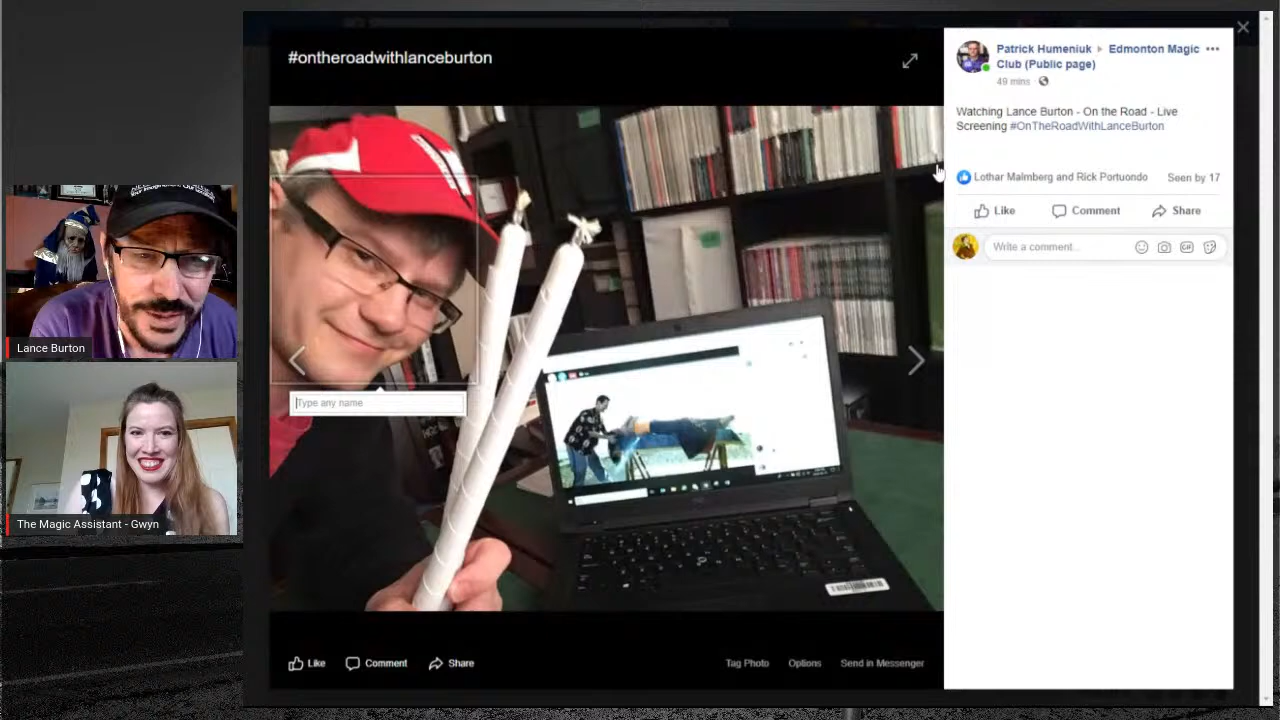 #ontheroadwithlanceburton
Patrick Humeniuk ▸ Edmonton Magic
Club (Public page)
49 mins ·
Watching Lance Burton - On the Road - Live
Screening #OnTheRoadWithLanceBurton
Lothar Malmberg and Rick Portuondo Seen by 17
Like Comment Share
Write a comment...
GIF
Lance Burton
Type any name
The Magic Assistant - Gwyn
Like Comment Share
Tag Photo Options Send in Messenger